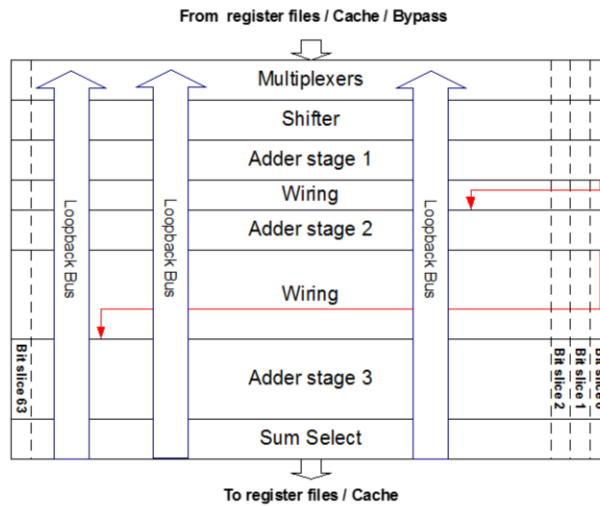 From register files / Cache / Bypass
Multiplexers
Shifter
Adder stage 1
Wiring
Adder stage 2
Wiring
Adder stage 3
Sum Select
Loopback Bus
Loopback Bus
Loopback Bus
Bit slice 63
Bit slice 2
Bit slice 1
Bit slice
To register files / Cache